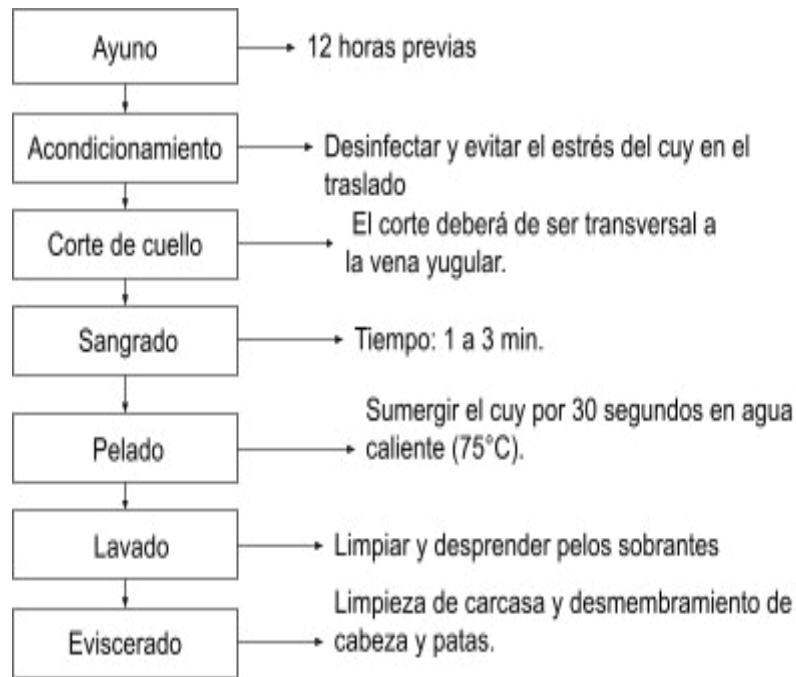 Ayuno
12 horas previas
Acondicionamiento
Desinfectar y evitar el estrés del cuy en el
traslado
Corte de cuello
El corte deberá de ser transversal a
la vena yugular.
Sangrado
Tiempo: 1 a 3 min.
Pelado
Sumergir el cuy por 30 segundos en agua
caliente (75°C).
Lavado
Limpiar y desprender pelos sobrantes
Eviscerado
Limpieza de carcasa y desmembramiento de
cabeza y patas.